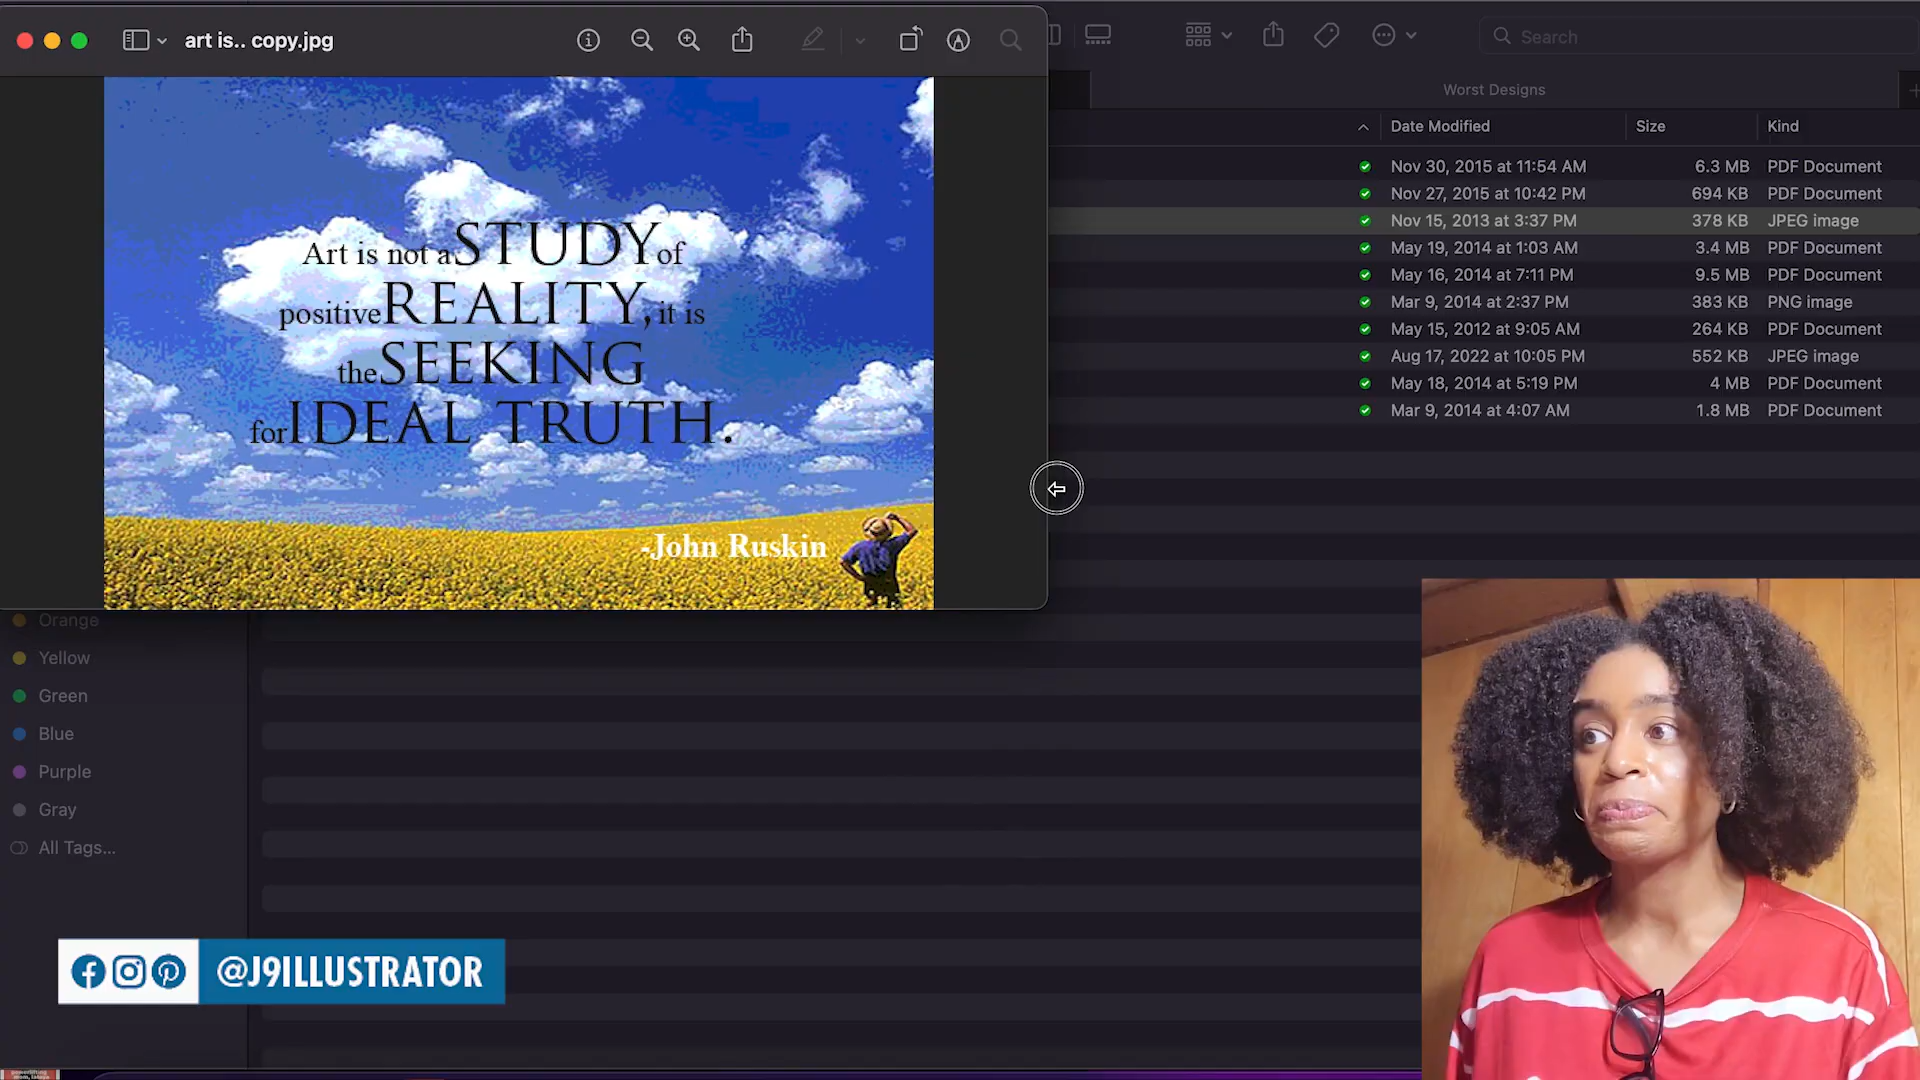 art is.. copy.jpg
Search
Worst Designs
Date Modified Size Kind
Nov 30, 2015 at 11:54 AM 6.3 MB PDF Document
Nov 27, 2015 at 10:42 PM 694 KB PDF Document
Nov 15, 2013 at 3:37 PM 378 KB JPEG image
May 19, 2014 at 1:03 AM 3.4 MB PDF Document
May 16, 2014 at 7:11 PM 9.5 MB PDF Document
Mar 9, 2014 at 2:37 PM 383 KB PNG image
May 15, 2012 at 9:05 AM 264 KB PDF Document
Aug 17, 2022 at 10:05 PM 552 KB JPEG image
May 18, 2014 at 5:19 PM 4 MB PDF Document
Mar 9, 2014 at 4:07 AM 1.8 MB PDF Document
Art is not a STUDY of
positive REALITY, it is
the SEEKING
for IDEAL TRUTH.
-John Ruskin
Orange
Yellow
Green
Blue
Purple
Gray
All Tags...
@J9ILLUSTRATOR